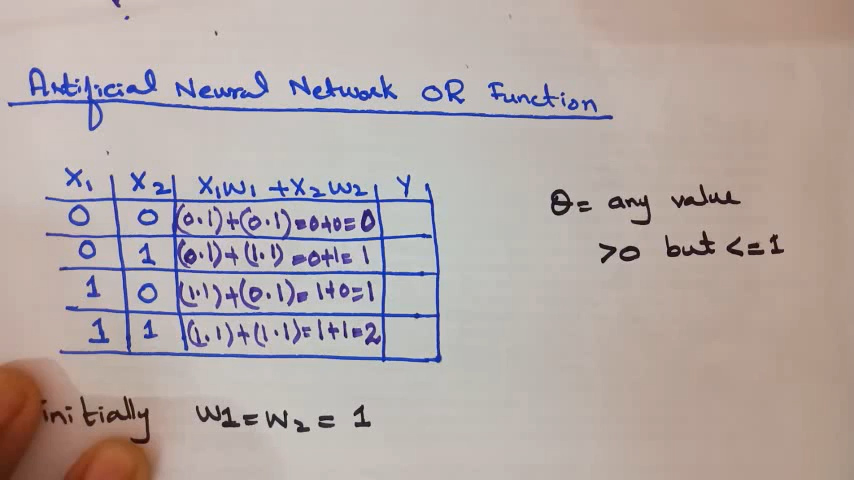 Artificial Neural Network OR Function
X1 X2 X1W1 + X2W2 Y
0 0 (0.1)+(0.1)=0+0=0
0 1 (0.1)+(1.1)=0+1=1
1 0 (1.1)+(0.1)=1+0=1
1 1 (1.1)+(1.1)=1+1=2
θ= any value
>0 but <=1
initially W1=W2=1